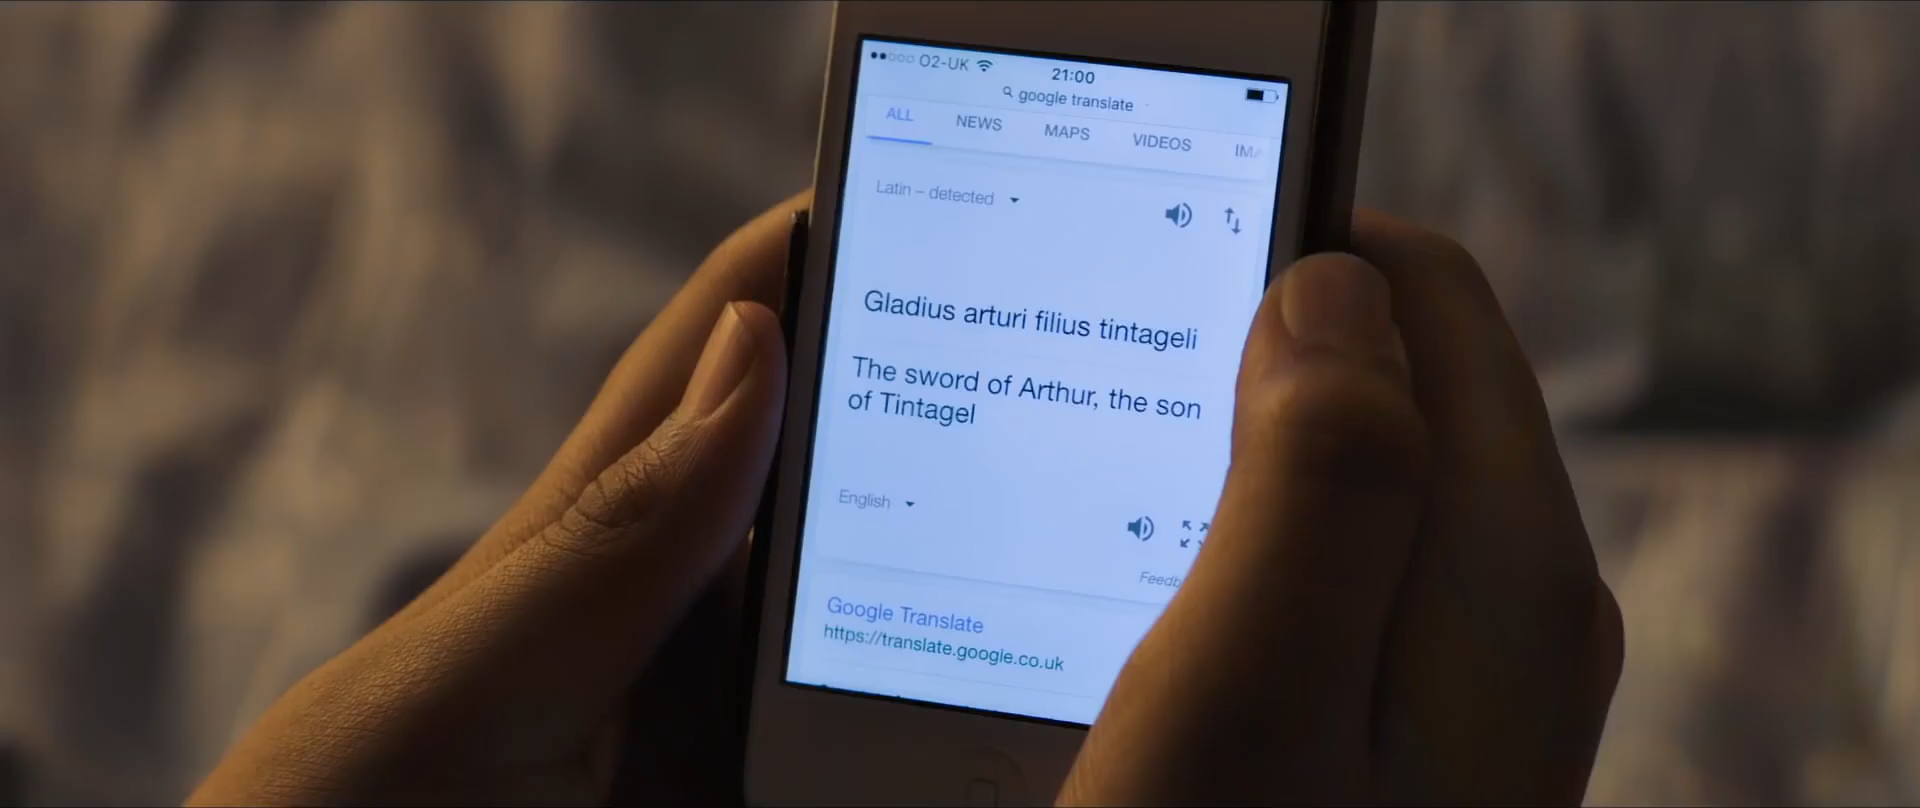 O2-UK 21:00
google translate
ALL NEWS MAPS VIDEOS
Latin – detected
Gladius arturi filius tintageli
The sword of Arthur, the son
of Tintagel
English
Google Translate
https://translate.google.co.uk